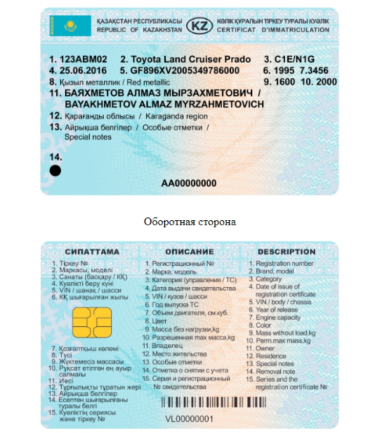 ҚАЗАҚСТАН РЕСПУБЛИКАСЫ
REPUBLIC OF KAZAKHSTAN
KZ
КӨЛІК ҚҰРАЛЫН ТІРКЕУ ТУРАЛЫ КУӘЛІК
CERTIFICAT D'IMMATRICULATION
1. 123ABM02 2. Toyota Land Cruiser Prado 3. C1E/N1G
4. 25.06.2016 5. GF896XV2005349786000 6. 1995 7.3456
8. Қызыл металлик / Red metallic 9. 1600 10. 2000
11. БАЯХМЕТОВ АЛМАЗ МЫРЗАХМЕТОВИЧ /
BAYAKHMETOV ALMAZ MYRZAHMETOVICH
12. Қарағанды облысы / Karaganda region
13. Айрықша белгілер / Особые отметки /
Special notes
14.
AA00000000
Оборотная сторона
СИПАТТАМА
1. Тіркеу №
2. Маркасы, моделі
3. Санаты (басқару / КҚ)
4. Куәлікті беру күні
5. VIN / шанақ / шасси
6. КҚ шығарылған жылы
7. Қозғалтқыш көлемі
8. Түсі
9. Жүктемесіз массасы
10. Рұқсат етілген ең ауыр
салмағы
11. Иесі
12. Тұрғылықты тұратын жері
13. Айрықша белгілер
14. Есептен шығарылғаны
туралы белгі
15. Куәліктің сериясы
және тіркеу №
ОПИСАНИЕ
1. Регистрационный №
2. Марка, модель
3. Категория (управления / ТС)
4. Дата выдачи свидетельства
5. VIN / кузов / шасси
6. Год выпуска ТС
7. Объем двигателя, см.куб.
8. Цвет
9. Масса без нагрузки,kg
10. Разрешенная max масса,kg
11. Владелец
12. Место жительства
13. Особые отметки
14. Отметка о снятии с учета
15. Серия и регистрационный
№ свидетельства
DESCRIPTION
1. Registration number
2. Brand, model
3. Category
4. Date of issue of
registration certificate
5. VIN / body / chassis
6. Year of release
7. Engine capacity
8. Color
9. Mass without load,kg
10. Perm.max mass,kg
11. Owner
12. Residence
13. Special notes
14. Removal note
15. Series and the
registration certificate №
VL00000001